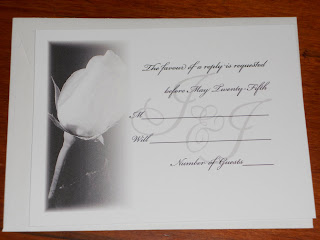 The favour of a reply is requested
before May Twenty-Fifth
M
Will
Number of Guests
J & J